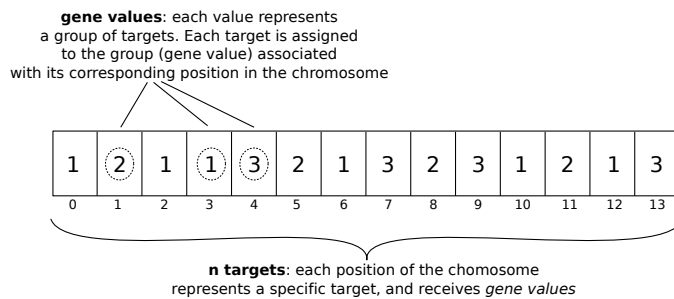 gene values: each value represents
a group of targets. Each target is assigned
to the group (gene value) associated
with its corresponding position in the chromosome
1 2 1 1 3 2 1 3 2 3 1 2 1 3
0 1 2 3 4 5 6 7 8 9 10 11 12 13
n targets: each position of the chomosome
represents a specific target, and receives gene values